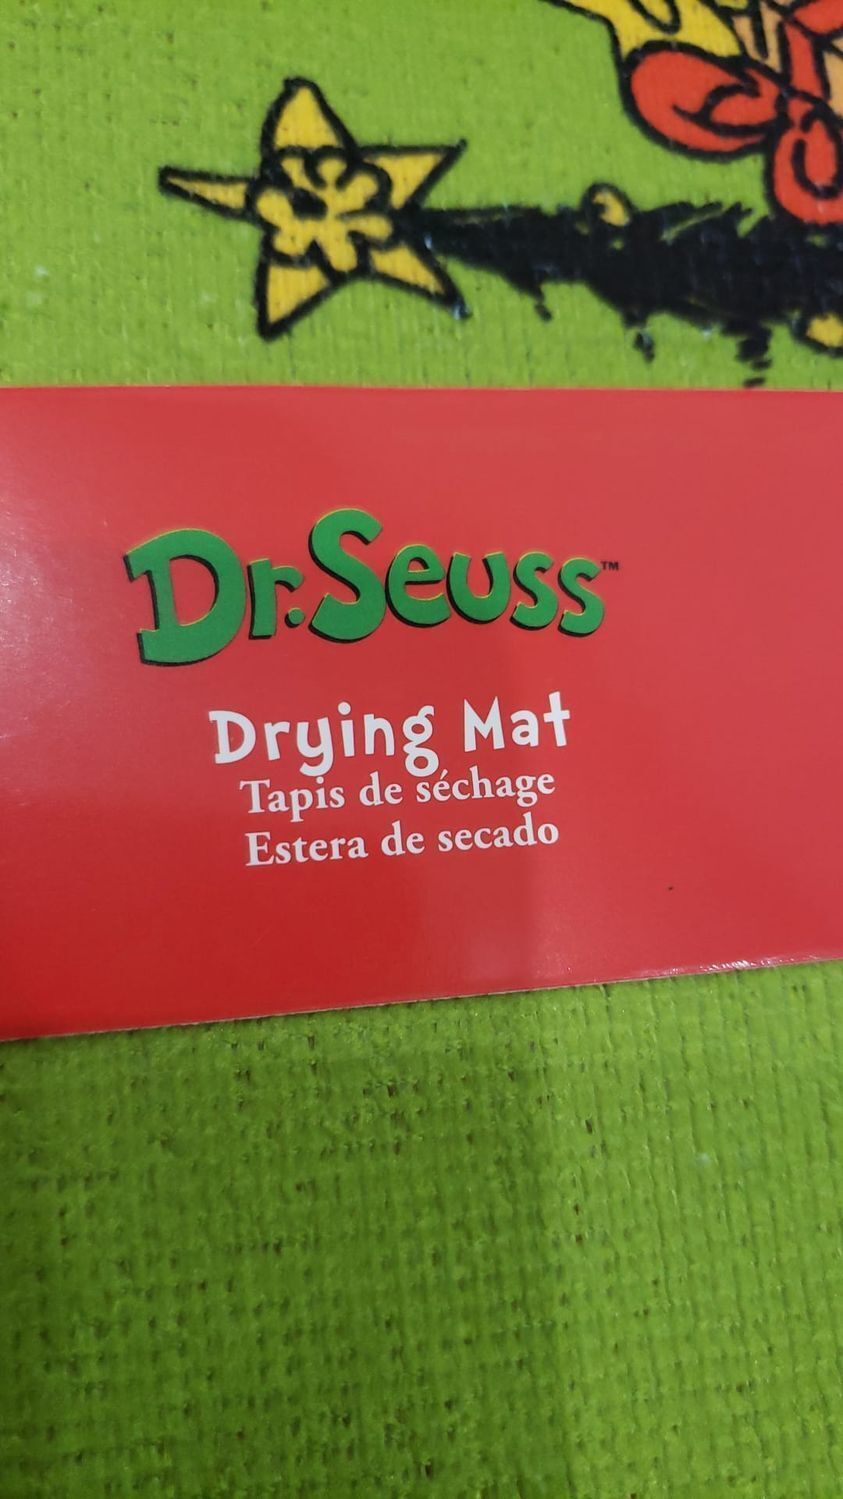 Dr. Seuss™
Drying Mat
Tapis de séchage
Estera de secado